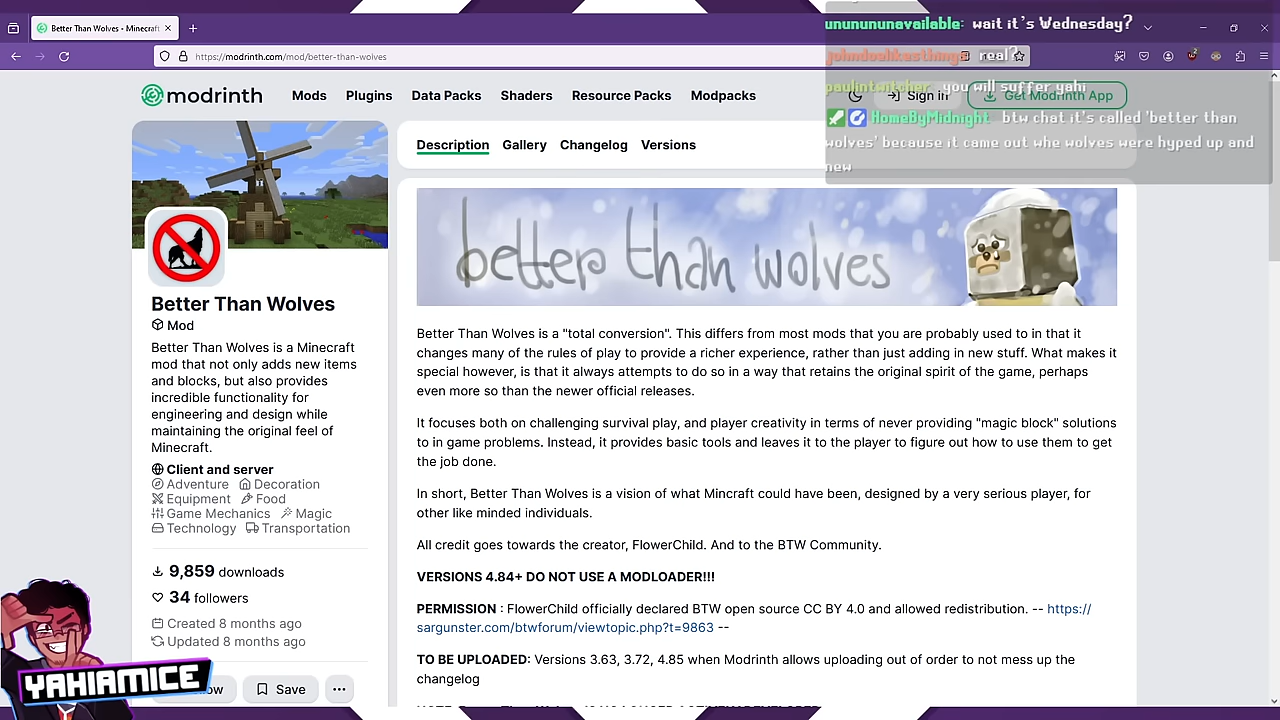 Better Than Wolves - Minecraft
unununununavailable: wait it's Wednesday?
https://modrinth.com/mod/better-than-wolves
johndoelikesthings: real?
modrinth
Mods
Plugins
Data Packs
Shaders
Resource Packs
Modpacks
Sign in
Get Modrinth App
paulintwitcher: you will suffer yahi
HomeByMidnight btw chat it's called 'better than
wolves' because it came out whe wolves were hyped up and
new
Description
Gallery
Changelog
Versions
better than wolves
Better Than Wolves
Mod
Better Than Wolves is a Minecraft
mod that not only adds new items
and blocks, but also provides
incredible functionality for
engineering and design while
maintaining the original feel of
Minecraft.
Client and server
Adventure Decoration
Equipment Food
Game Mechanics Magic
Technology Transportation
9,859 downloads
34 followers
Created 8 months ago
Updated 8 months ago
Save
YAHIAMICE
Better Than Wolves is a "total conversion". This differs from most mods that you are probably used to in that it
changes many of the rules of play to provide a richer experience, rather than just adding in new stuff. What makes it
special however, is that it always attempts to do so in a way that retains the original spirit of the game, perhaps
even more so than the newer official releases.
It focuses both on challenging survival play, and player creativity in terms of never providing "magic block" solutions
to in game problems. Instead, it provides basic tools and leaves it to the player to figure out how to use them to get
the job done.
In short, Better Than Wolves is a vision of what Mincraft could have been, designed by a very serious player, for
other like minded individuals.
All credit goes towards the creator, FlowerChild. And to the BTW Community.
VERSIONS 4.84+ DO NOT USE A MODLOADER!!!
PERMISSION : FlowerChild officially declared BTW open source CC BY 4.0 and allowed redistribution. -- https://
sargunster.com/btwforum/viewtopic.php?t=9863 --
TO BE UPLOADED: Versions 3.63, 3.72, 4.85 when Modrinth allows uploading out of order to not mess up the
changelog